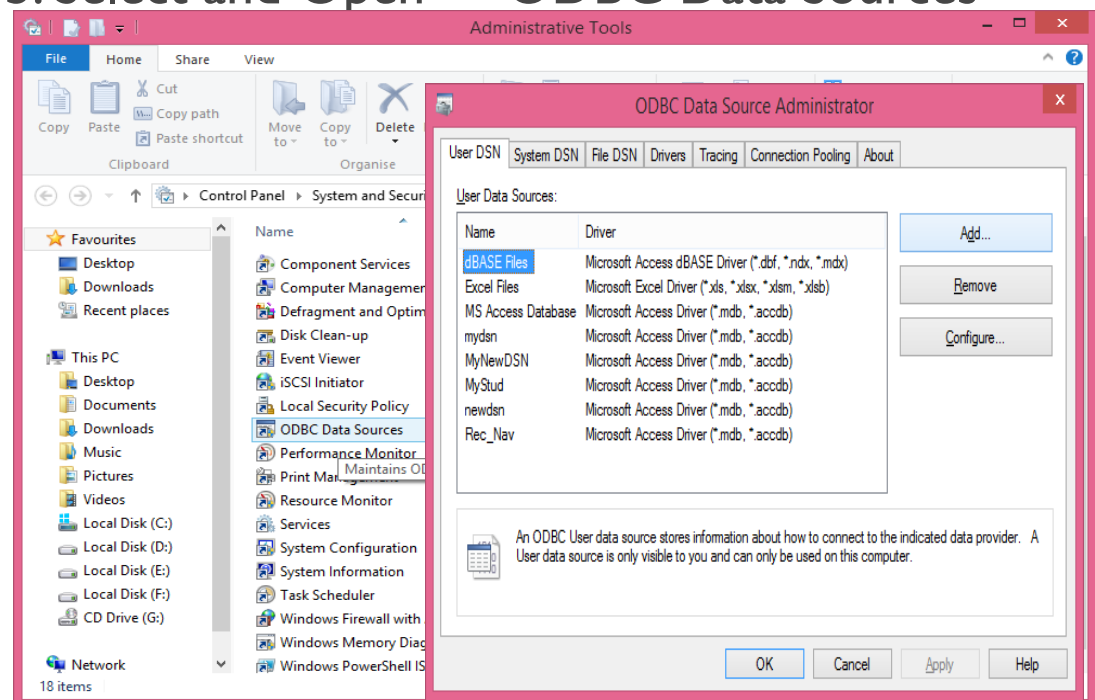 Select and Open ODBC Data Sources
Administrative Tools
File Home Share View
Copy
Paste
Cut
Copy path
Paste shortcut
Clipboard
Move to
Copy to
Delete
Organise
Control Panel System and Securi
Favourites
Desktop
Downloads
Recent places
This PC
Desktop
Documents
Downloads
Music
Pictures
Videos
Local Disk (C:)
Local Disk (D:)
Local Disk (E:)
Local Disk (F:)
CD Drive (G:)
Network
18 items
Name
Component Services
Computer Managemen
Defragment and Optim
Disk Clean-up
Event Viewer
iSCSI Initiator
Local Security Policy
ODBC Data Sources
Performance Monitor
Maintains OD
Print Management
Resource Monitor
Services
System Configuration
System Information
Task Scheduler
Windows Firewall with
Windows Memory Diag
Windows PowerShell IS
ODBC Data Source Administrator
User DSN System DSN File DSN Drivers Tracing Connection Pooling About
User Data Sources:
Name Driver
dBASE Files Microsoft Access dBASE Driver (*.dbf, *.ndx, *.mdx)
Excel Files Microsoft Excel Driver (*.xls, *.xlsx, *.xlsm, *.xlsb)
MS Access Database Microsoft Access Driver (*.mdb, *.accdb)
mydsn Microsoft Access Driver (*.mdb, *.accdb)
MyNewDSN Microsoft Access Driver (*.mdb, *.accdb)
MyStud Microsoft Access Driver (*.mdb, *.accdb)
newdsn Microsoft Access Driver (*.mdb, *.accdb)
Rec_Nav Microsoft Access Driver (*.mdb, *.accdb)
Add...
Remove
Configure...
An ODBC User data source stores information about how to connect to the indicated data provider. A
User data source is only visible to you and can only be used on this computer.
OK Cancel Apply Help